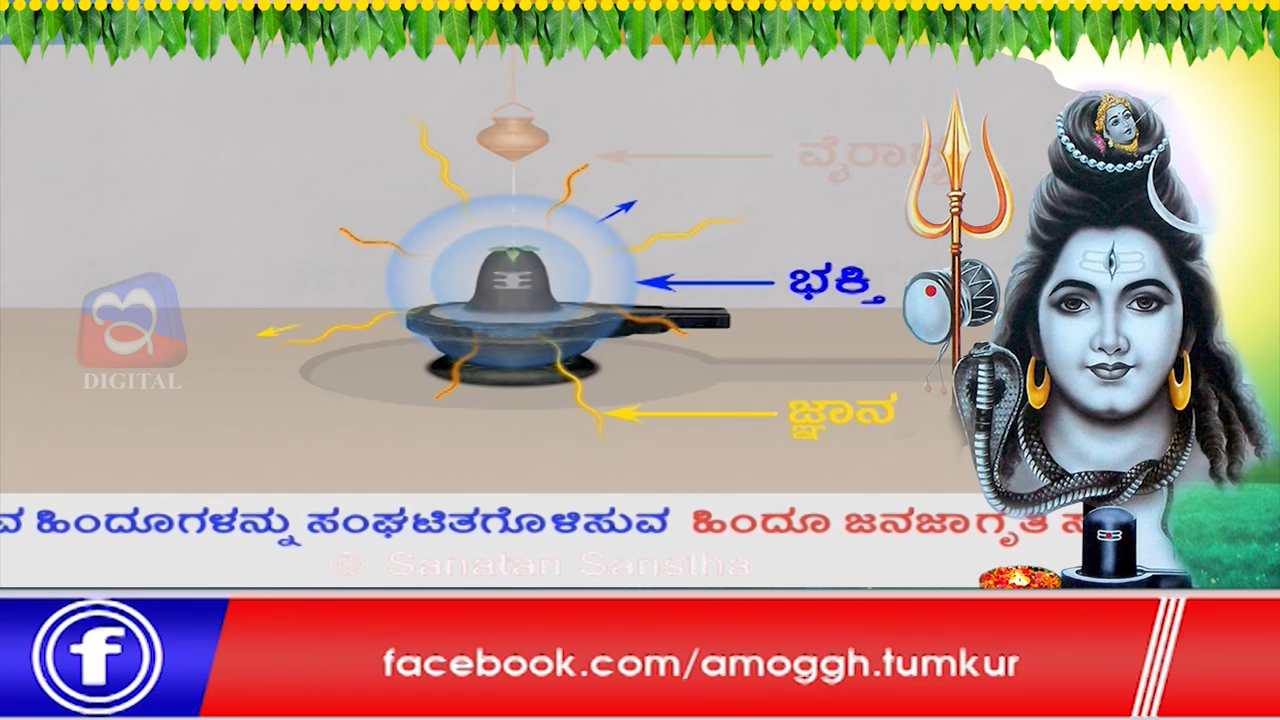 ಭಕ್ತಿ
DIGITAL
ಜ್ಞಾನ
ಹಿಂದೂಗಳನ್ನು ಸಂಘಟಿತಗೊಳಿಸುವ ಹಿಂದೂ ಜನಜಾಗೃತಿ
© Sanatan Sanstha
facebook.com/amoggh.tumkur